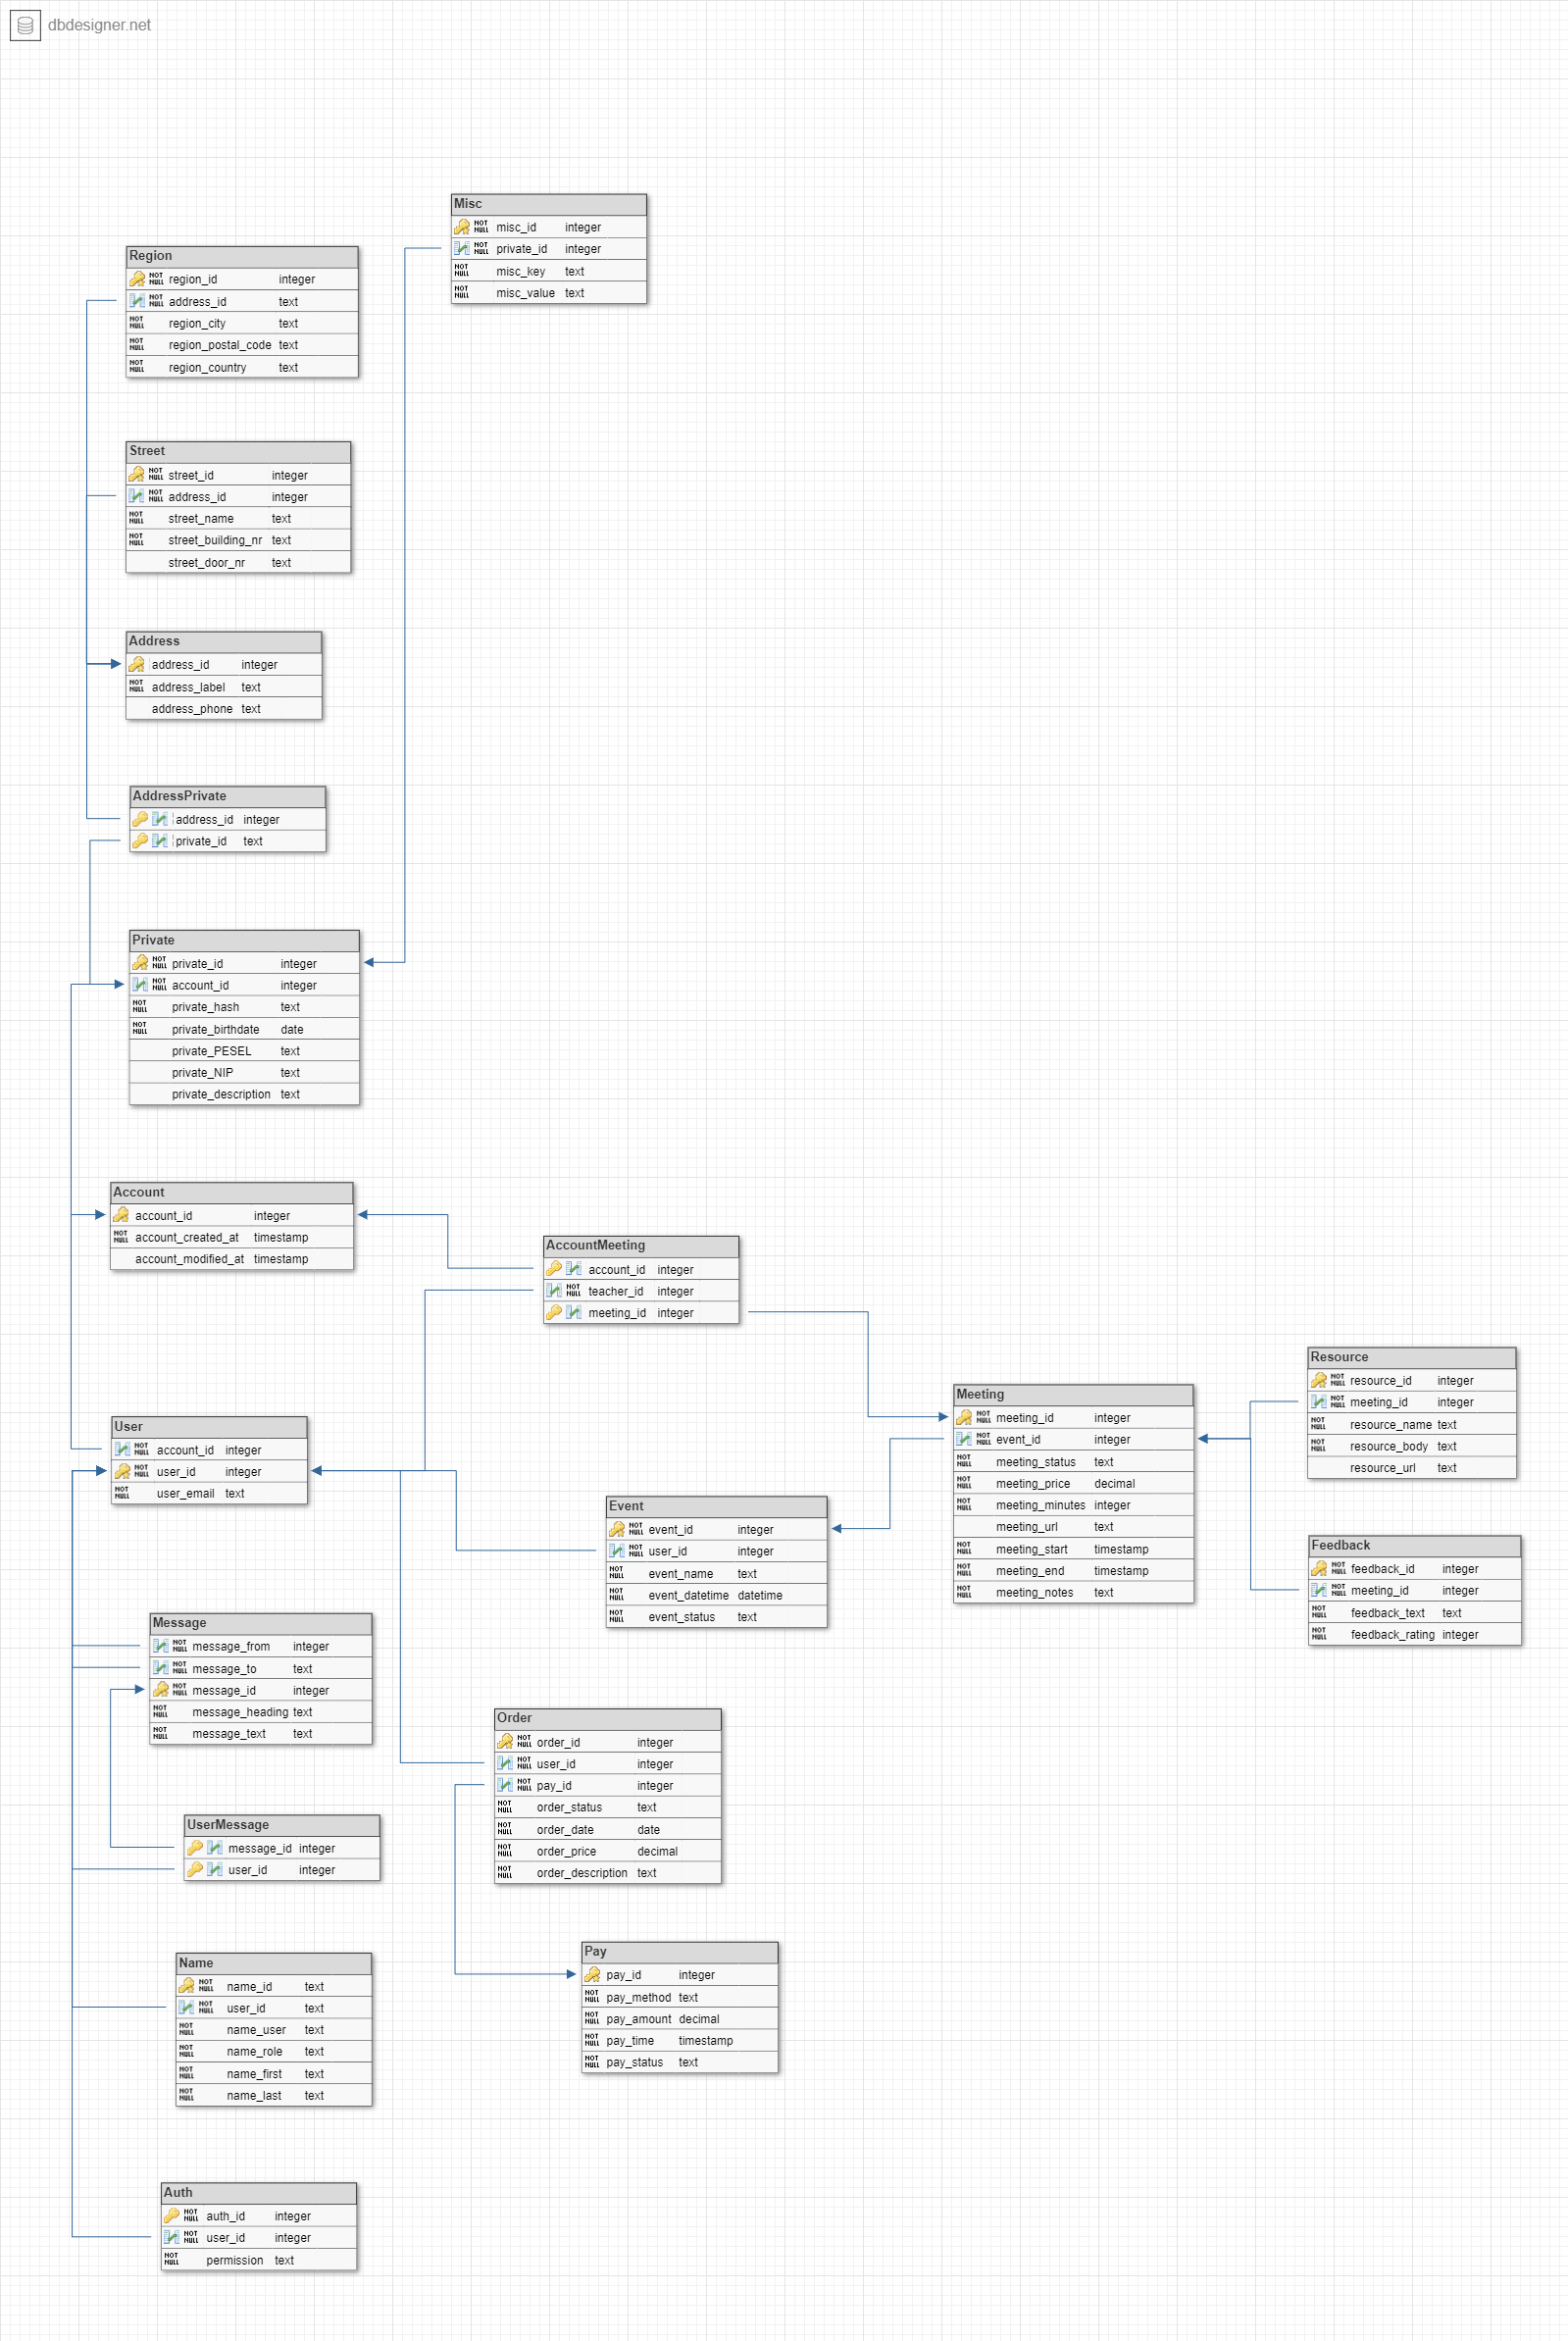 dbdesigner.net
Misc
NOT NULL misc_id integer
NOT NULL private_id integer
NOT NULL misc_key text
NOT NULL misc_value text
Region
NOT NULL region_id integer
NOT NULL address_id text
NOT NULL region_city text
NOT NULL region_postal_code text
NOT NULL region_country text
Street
NOT NULL street_id integer
NOT NULL address_id integer
NOT NULL street_name text
NOT NULL street_building_nr text
street_door_nr text
Address
address_id integer
NOT NULL address_label text
address_phone text
AddressPrivate
address_id integer
private_id text
Private
NOT NULL private_id integer
NOT NULL account_id integer
NOT NULL private_hash text
NOT NULL private_birthdate date
private_PESEL text
private_NIP text
private_description text
Account
account_id integer
NOT NULL account_created_at timestamp
account_modified_at timestamp
AccountMeeting
account_id integer
NOT NULL teacher_id integer
meeting_id integer
User
NOT NULL account_id integer
NOT NULL user_id integer
NOT NULL user_email text
Meeting
NOT NULL meeting_id integer
NOT NULL event_id integer
NOT NULL meeting_status text
NOT NULL meeting_price decimal
NOT NULL meeting_minutes integer
meeting_url text
NOT NULL meeting_start timestamp
NOT NULL meeting_end timestamp
NOT NULL meeting_notes text
Resource
NOT NULL resource_id integer
NOT NULL meeting_id integer
NOT NULL resource_name text
NOT NULL resource_body text
resource_url text
Event
NOT NULL event_id integer
NOT NULL user_id integer
NOT NULL event_name text
NOT NULL event_datetime datetime
NOT NULL event_status text
Feedback
NOT NULL feedback_id integer
NOT NULL meeting_id integer
NOT NULL feedback_text text
NOT NULL feedback_rating integer
Message
NOT NULL message_from integer
NOT NULL message_to text
NOT NULL message_id integer
NOT NULL message_heading text
NOT NULL message_text text
Order
NOT NULL order_id integer
NOT NULL user_id integer
NOT NULL pay_id integer
NOT NULL order_status text
NOT NULL order_date date
NOT NULL order_price decimal
NOT NULL order_description text
UserMessage
message_id integer
user_id integer
Pay
pay_id integer
NOT NULL pay_method text
NOT NULL pay_amount decimal
NOT NULL pay_time timestamp
NOT NULL pay_status text
Name
NOT NULL name_id text
NOT NULL user_id text
NOT NULL name_user text
NOT NULL name_role text
NOT NULL name_first text
NOT NULL name_last text
Auth
NOT NULL auth_id integer
NOT NULL user_id integer
NOT NULL permission text